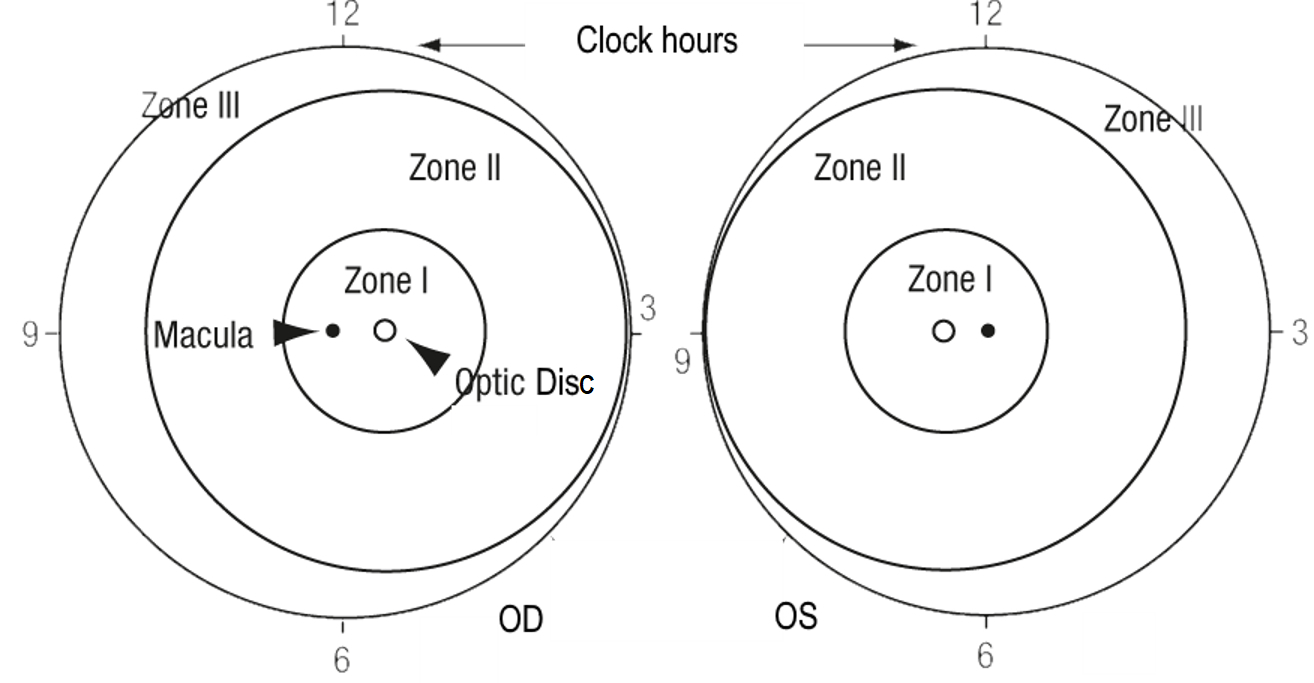 12
Clock hours
12
Zone III
Zone III
Zone II
Zone II
Zone I
Zone I
3
9
Macula
3
9
Optic Disc
OD
OS
6
6